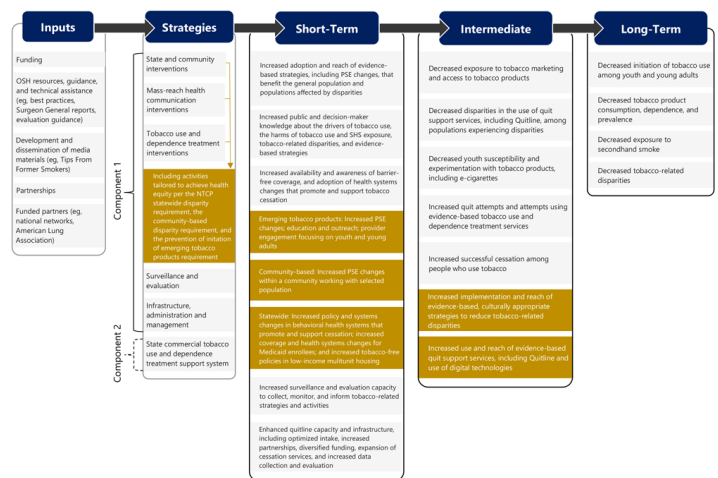 Inputs
Funding
OSH resources, guidance,
and technical assistance
(eg, best practices,
Surgeon General reports,
evaluation guidance)
Development and
dissemination of media
materials (eg, Tips From
Former Smokers)
Partnerships
Funded partners (eg,
national networks,
American Lung
Association)
Component 1
Component 2
Strategies
State and community
interventions
Mass-reach health
communication interventions
Tobacco use and
dependence treatment
interventions
Including activities
tailored to achieve health
equity per the NTCP
statewide disparity
requirement, the
community-based
disparity requirement, and
the prevention of initation
of emerging tobacco
products requirement
Surveillance and
evaluation
Infrastructure,
administration and
management
State commercial tobacco
use and dependence
treatment support system
Short-Term
Increased adoption and reach of evidence-
based strategies, including PSE changes, that
benefit the general population and
populations affected by disparities
Increased public and decision-maker
knowledge about the drivers of tobacco use,
the harms of tobacco use and SHS exposure,
tobacco-related disparities, and evidence-
based strategies
Increased availability and awareness of barrier-
free coverage, and adoption of health systems
changes that promote and support tobacco
cessation
Emerging tobacco products: Increased PSE
changes; education and outreach; provider
engagement focusing on youth and young
adults
Community-based: Increased PSE changes
within a community working with selected
population
Statewide: Increased policy and systems
changes in behavioral health systems that
promote and support cessation; increased
coverage and health systems changes for
Medicaid enrollees; and increased tobacco-free
policies in low-income multunit housing
Increased surveillance and evaluation capacity
to collect, monitor, and inform tobacco-related
strategies and activities
Enhanced quitline capacity and infrastructure,
including optimized intake, increased
partnerships, diversified funding, expansion of
cessation services, and increased data
collection and evaluation
Intermediate
Decreased exposure to tobacco marketing
and access to tobacco products
Decreased disparities in the use of quit
support services, including Quitline, among
populations experiencing disparities
Decreased youth susceptibility and
experimentation with tobacco products,
including e-cigarettes
Increased quit attempts and attempts using
evidence-based tobacco use and
dependence treatment services
Increased successful cessation among
people who use tobacco
Increased implementation and reach of
evidence-based, culturally appropriate
strategies to reduce tobacco-related
disparities
Increased use and reach of evidence-based
quit support services, including Quitline and
use of digital technologies
Long-Term
Decreased initiation of tobacco use
among youth and young adults
Decreased tobacco product
consumption, dependence, and
prevalence
Decreased exposure to
secondhand smoke
Decreased tobacco-related
disparities